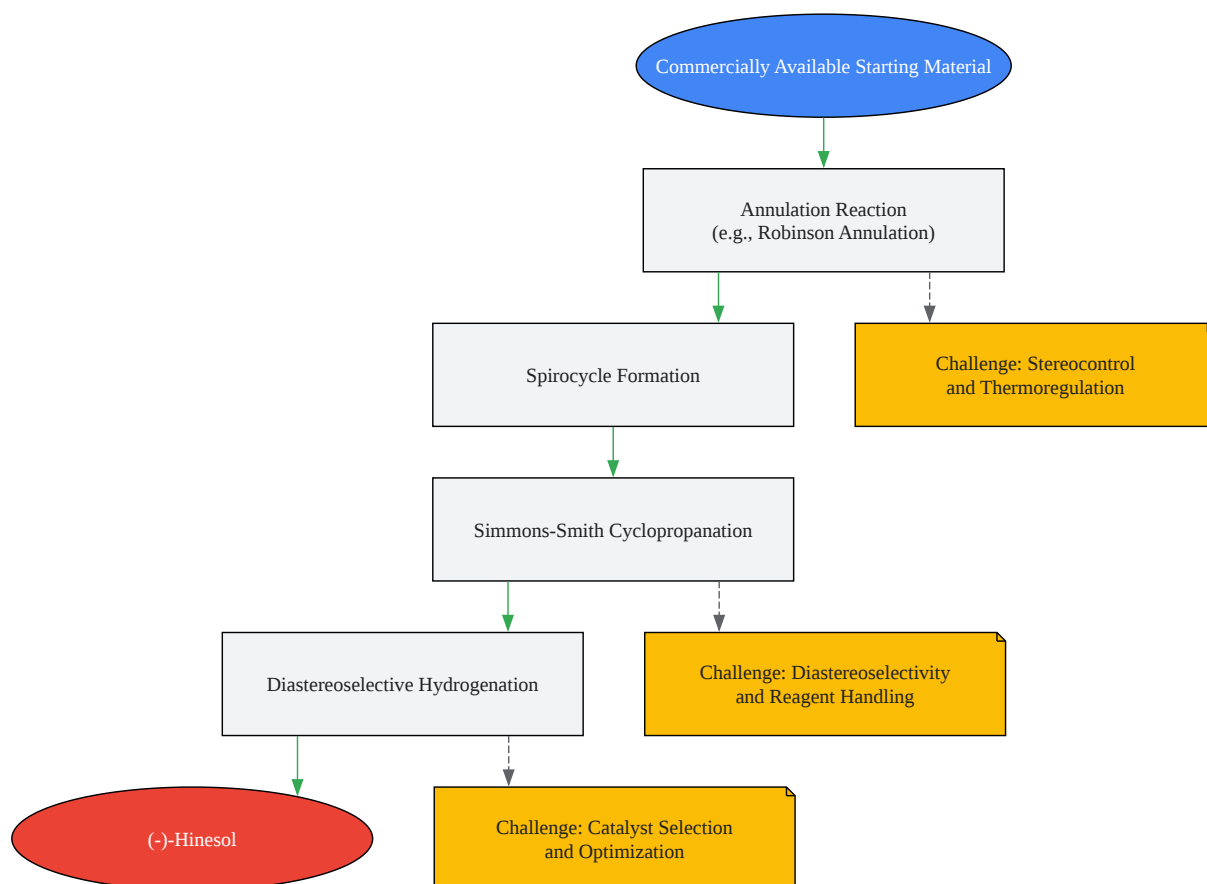 Commercially Available Starting Material
Annulation Reaction
(e.g., Robinson Annulation)
Spirocycle Formation
Challenge: Stereocontrol
and Thermoregulation
Simmons-Smith Cyclopropanation
Diastereoselective Hydrogenation
Challenge: Diastereoselectivity
and Reagent Handling
(-)-Hinesol
Challenge: Catalyst Selection
and Optimization